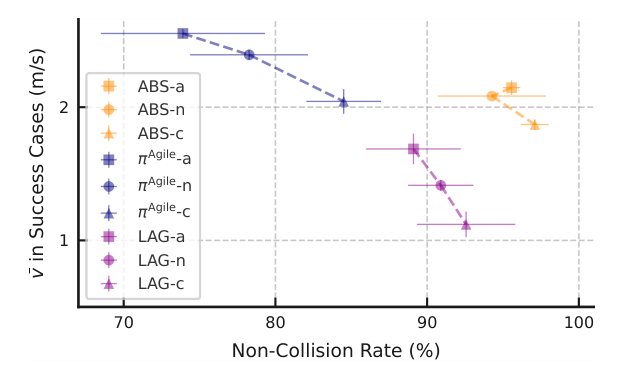 v̄ in Success Cases (m/s)
2
1
ABS-a
ABS-n
ABS-c
π^Agile-a
π^Agile-n
π^Agile-c
LAG-a
LAG-n
LAG-c
70 80 90 100
Non-Collision Rate (%)